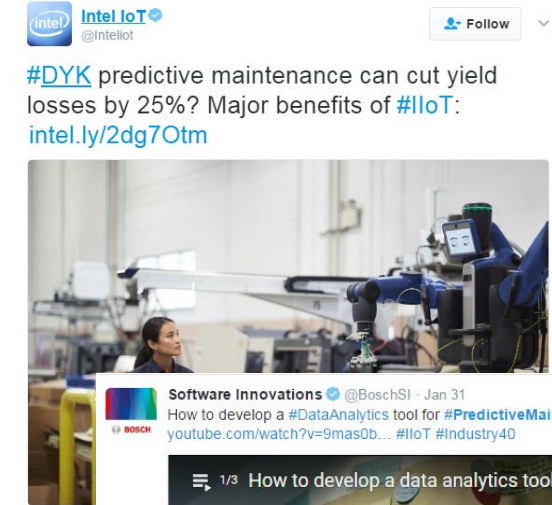 intel
Intel IoT
@Inteliot
Follow
#DYK predictive maintenance can cut yield
losses by 25%? Major benefits of #IIoT:
intel.ly/2dg7Otm
Software Innovations @BoschSI · Jan 31
How to develop a #DataAnalytics tool for #PredictiveMai
BOSCH
youtube.com/watch?v=9mas0b... #IIoT #Industry40
1/3 How to develop a data analytics tool